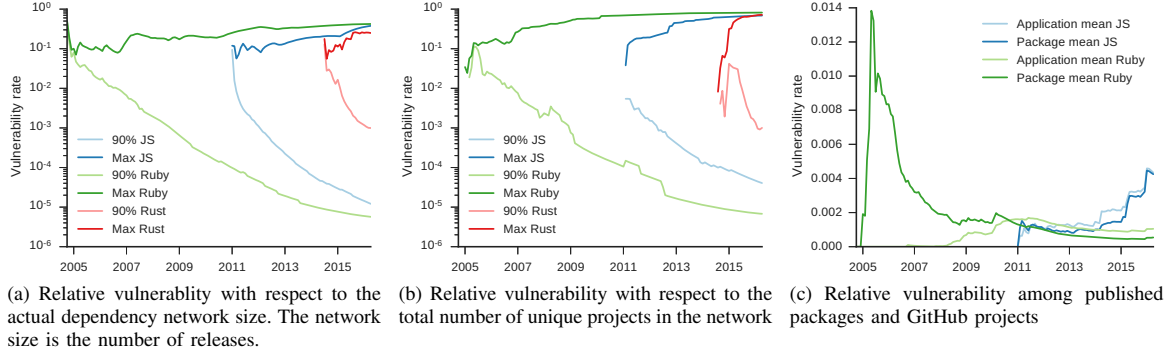 Vulnerability rate
10^0
10^-1
10^-2
10^-3
10^-4
10^-5
10^-6
90% JS
Max JS
90% Ruby
Max Ruby
90% Rust
Max Rust
2005 2007 2009 2011 2013 2015
(a) Relative vulnerablity with respect to the
actual dependency network size. The network
size is the number of releases.
Vulnerability rate
10^0
10^-1
10^-2
10^-3
10^-4
10^-5
10^-6
90% JS
Max JS
90% Ruby
Max Ruby
90% Rust
Max Rust
2005 2007 2009 2011 2013 2015
(b) Relative vulnerability with respect to the
total number of unique projects in the network
Vulnerability rate
0.014
0.012
0.010
0.008
0.006
0.004
0.002
0.000
Application mean JS
Package mean JS
Application mean Ruby
Package mean Ruby
2005 2007 2009 2011 2013 2015
(c) Relative vulnerability among published
packages and GitHub projects